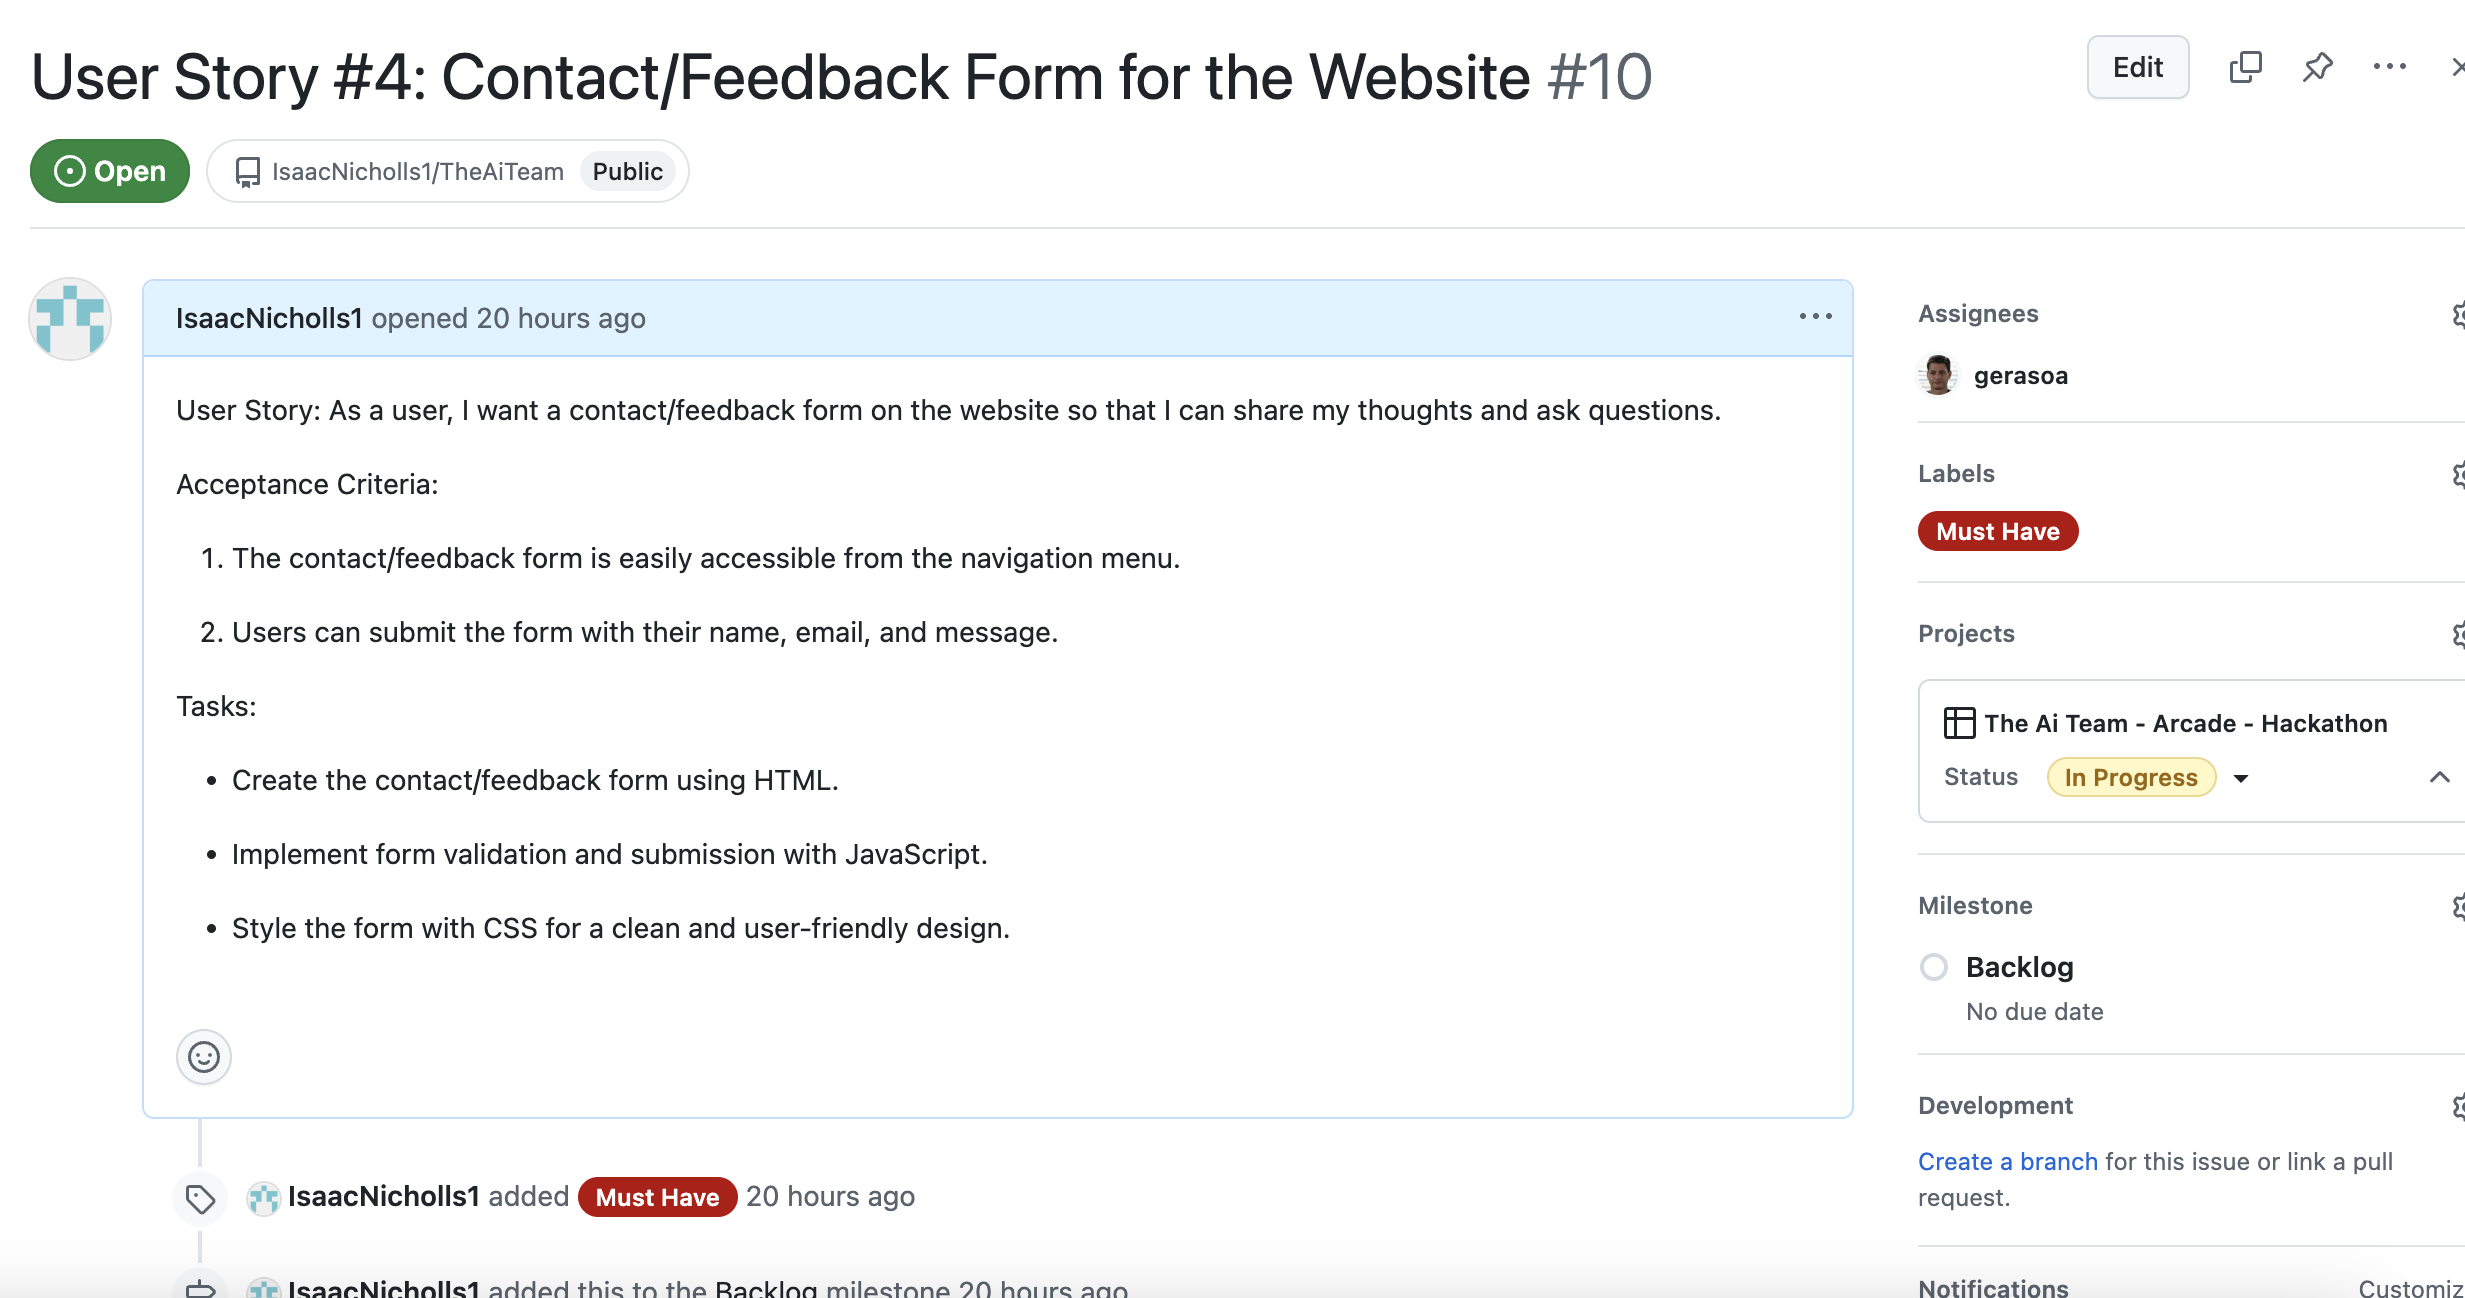 User Story #4: Contact/Feedback Form for the Website #10
Edit
Open
IsaacNicholls1/TheAiTeam Public
IsaacNicholls1 opened 20 hours ago
User Story: As a user, I want a contact/feedback form on the website so that I can share my thoughts and ask questions.
Acceptance Criteria:
1. The contact/feedback form is easily accessible from the navigation menu.
2. Users can submit the form with their name, email, and message.
Tasks:
• Create the contact/feedback form using HTML.
• Implement form validation and submission with JavaScript.
• Style the form with CSS for a clean and user-friendly design.
IsaacNicholls1 added Must Have 20 hours ago
IsaacNicholls1 added this to the Backlog milestone 20 hours ago
Assignees
gerasoa
Labels
Must Have
Projects
The Ai Team - Arcade - Hackathon
Status In Progress
Milestone
Backlog
No due date
Development
Create a branch for this issue or link a pull
request.
Notifications
Customiz